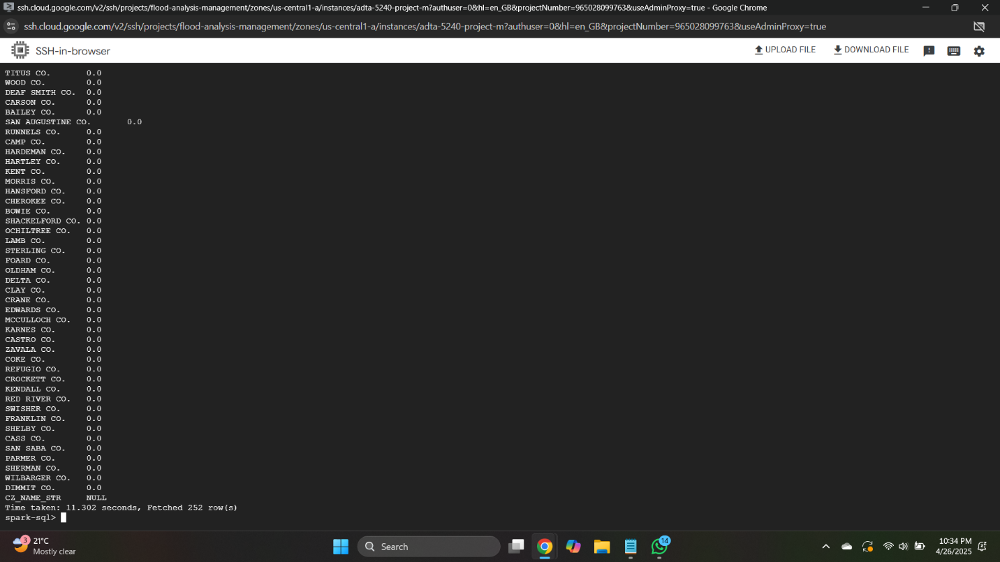 ssh.cloud.google.com/v2/ssh/projects/flood-analysis-management/zones/us-central1-a/instances/adta-5240-project-m?authuser=0&hl=en_GB&projectNumber=965028099763&useAdminProxy=true - Google Chrome
ssh.cloud.google.com/v2/ssh/projects/flood-analysis-management/zones/us-central1-a/instances/adta-5240-project-m?authuser=0&hl=en_GB&projectNumber=965028099763&useAdminProxy=true
SSH-in-browser UPLOAD FILE DOWNLOAD FILE
TITUS CO. 0.0
WOOD CO. 0.0
DEAF SMITH CO. 0.0
CARSON CO. 0.0
BAILEY CO. 0.0
SAN AUGUSTINE CO. 0.0
RUNNELS CO. 0.0
CAMP CO. 0.0
HARDEMAN CO. 0.0
HARTLEY CO. 0.0
KENT CO. 0.0
MORRIS CO. 0.0
HANSFORD CO. 0.0
CHEROKEE CO. 0.0
BOWIE CO. 0.0
SHACKELFORD CO. 0.0
OCHILTREE CO. 0.0
LAMB CO. 0.0
STERLING CO. 0.0
FOARD CO. 0.0
OLDHAM CO. 0.0
DELTA CO. 0.0
CLAY CO. 0.0
CRANE CO. 0.0
EDWARDS CO. 0.0
MCCULLOCH CO. 0.0
KARNES CO. 0.0
CASTRO CO. 0.0
ZAVALA CO. 0.0
COKE CO. 0.0
REFUGIO CO. 0.0
CROCKETT CO. 0.0
KENDALL CO. 0.0
RED RIVER CO. 0.0
SWISHER CO. 0.0
FRANKLIN CO. 0.0
SHELBY CO. 0.0
CASS CO. 0.0
SAN SABA CO. 0.0
PARMER CO. 0.0
SHERMAN CO. 0.0
WILBARGER CO. 0.0
DIMMIT CO. 0.0
CZ_NAME_STR NULL
Time taken: 11.302 seconds, Fetched 252 row(s)
spark-sql>
3
21°C
Mostly clear
Search
14
10:34 PM
4/26/2025